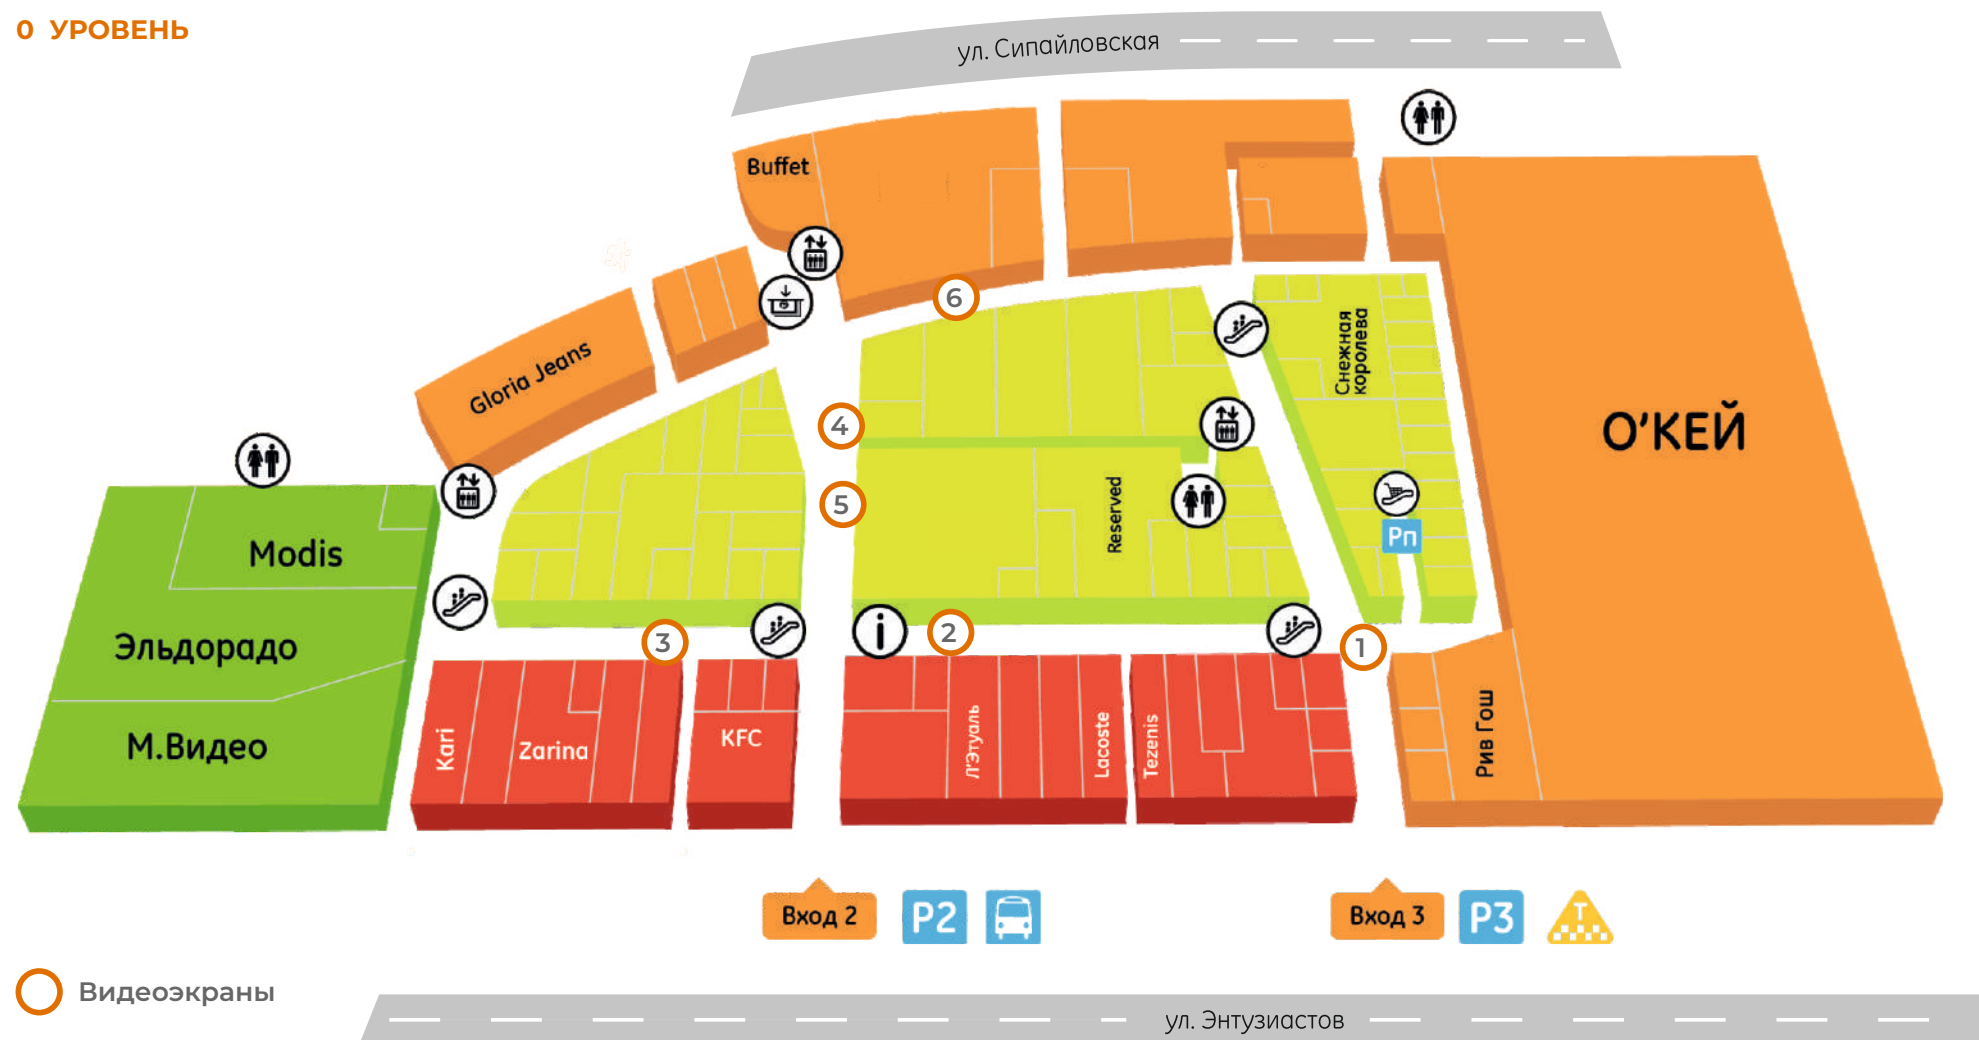 0 УРОВЕНЬ
ул. Сипайловская
Buffet
Gloria Jeans
6
Снежная
королева
О'КЕЙ
4
5
Reserved
Рп
Modis
Эльдорадо
М.Видео
3
i
2
1
Kari
Zarina
KFC
Л'Этуаль
Lacoste
Tezenis
Рив Гош
Вход 2
P2
Вход 3
P3
T
Видеоэкраны
ул. Энтузиастов